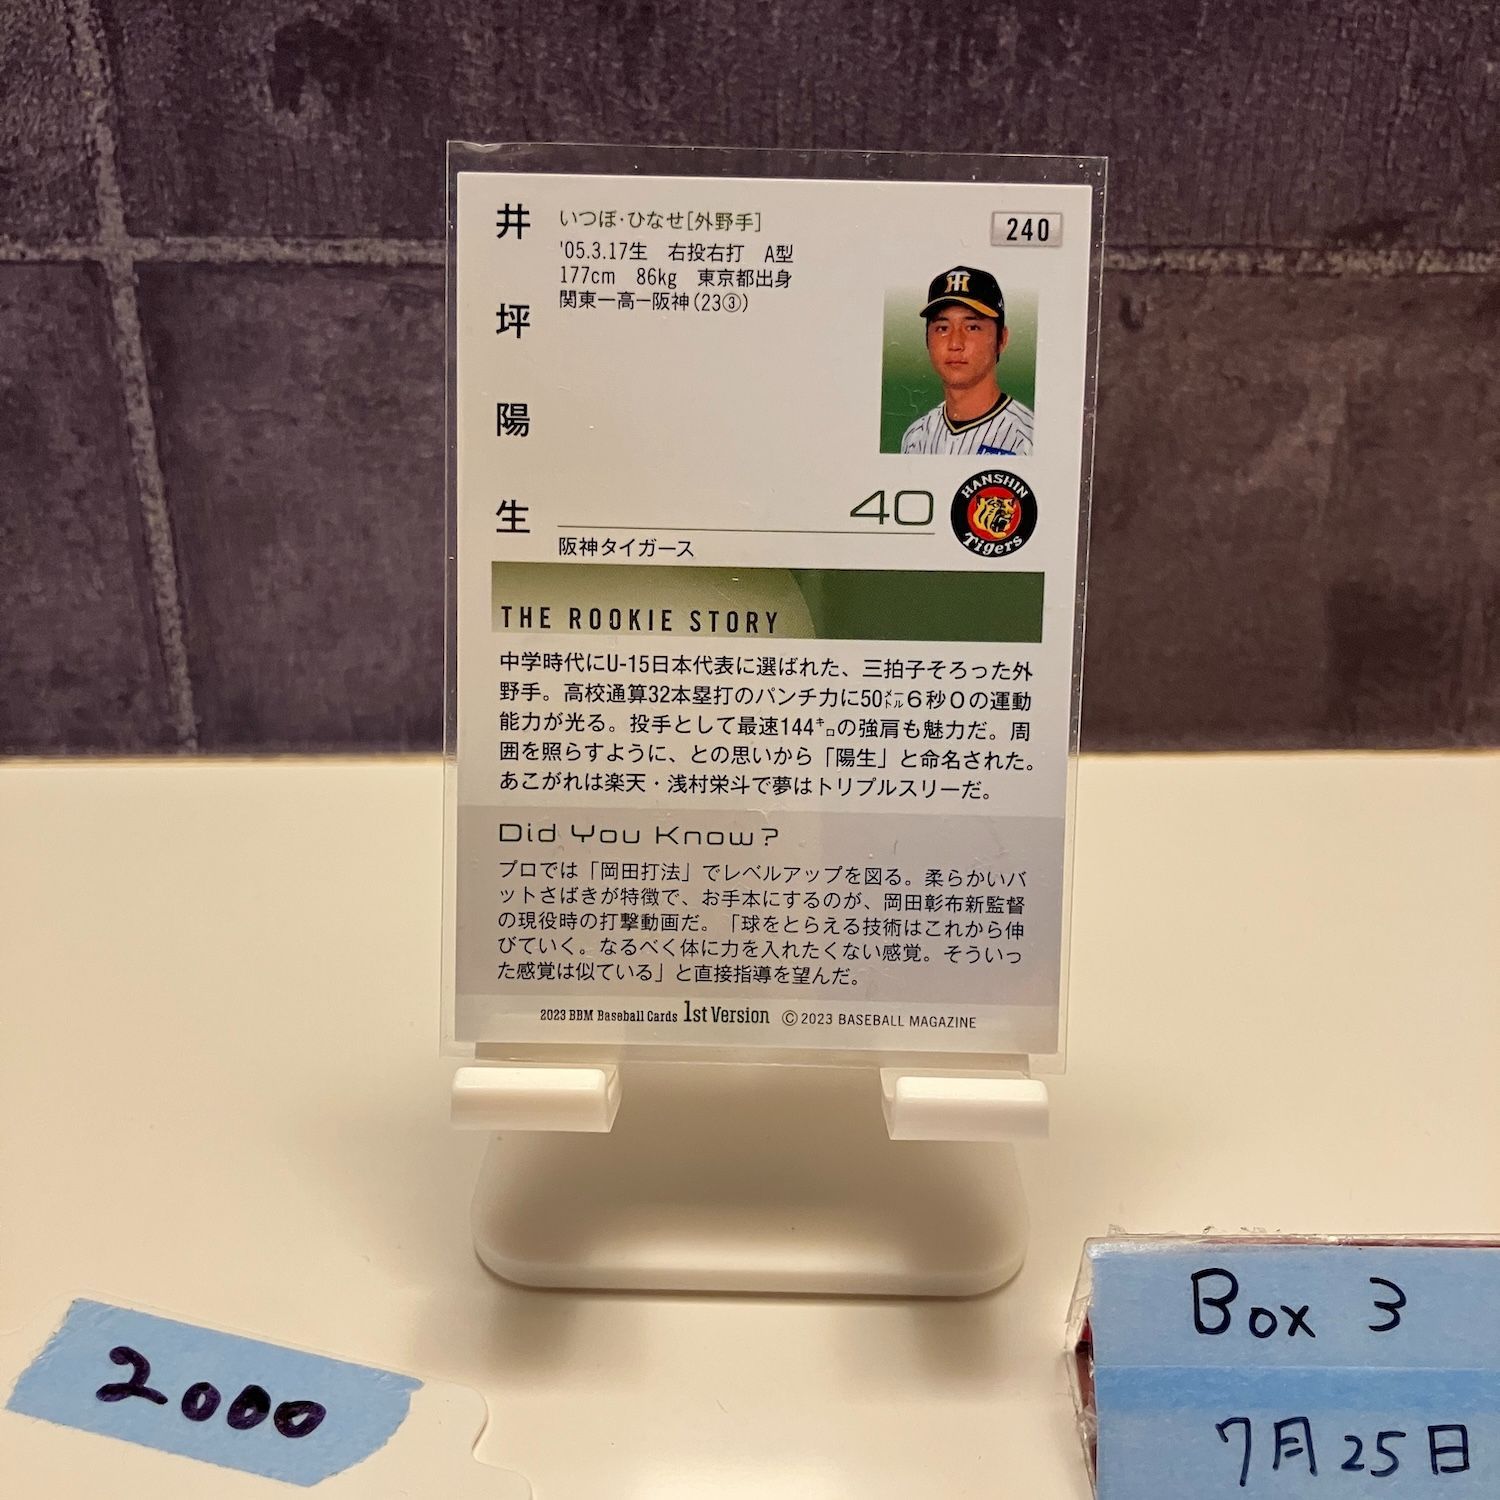 井坪陽生
いつぼ・ひなせ[外野手]
'05.3.17生　右投右打　A型
177cm　86kg　東京都出身
関東一高ー阪神(23③)
240
40
HANSHIN Tigers
阪神タイガース
THE ROOKIE STORY
中学時代にU-15日本代表に選ばれた、三拍子そろった外
野手。高校通算32本塁打のパンチ力に50㍍6秒0の運動
能力が光る。投手として最速144㌔の強肩も魅力だ。周
囲を照らすように、との思いから「陽生」と命名された。
あこがれは楽天・浅村栄斗で夢はトリプルスリーだ。
Did You Know?
プロでは「岡田打法」でレベルアップを図る。柔らかいバ
ットさばきが特徴で、お手本にするのが、岡田彰布新監督
の現役時の打撃動画だ。「球をとらえる技術はこれから伸
びていく。なるべく体に力を入れたくない感覚。そういっ
た感覚は似ている」と直接指導を望んだ。
2023 BBM Baseball Cards 1st Version ©2023 BASEBALL MAGAZINE
2000
Box 3
7月25日